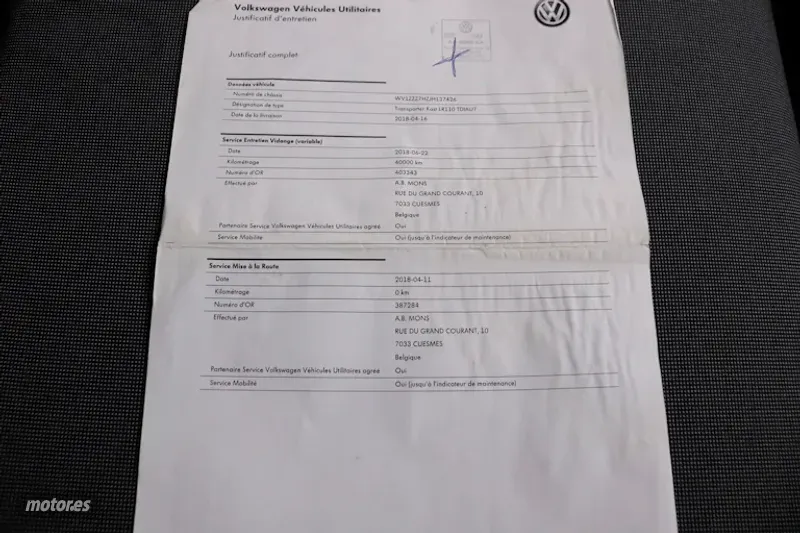 Volkswagen Véhicules Utilitaires
Justificatif d'entretien
Justificatif complet
Données véhicule
Numéro de châssis
Désignation de type Transporter
Date de la livraison 2018-04-16
Service Entretien Vidange (variable)
Date 2018-06-22
Kilométrage 40000 km
Numéro d'OR 403343
Effectué par A.B. MONS
RUE DU GRAND COURANT, 10
7033 CUESMES
Belgique
Partenaire Service Volkswagen Véhicules Utilitaires agréé Oui
Service Mobilité Oui (jusqu'à l'indicateur de maintenance)
Service Mise à la Route
Date 2018-04-11
Kilométrage 0 km
Numéro d'OR 387284
Effectué par A.B. MONS
RUE DU GRAND COURANT, 10
7033 CUESMES
Belgique
Partenaire Service Volkswagen Véhicules Utilitaires agréé Oui
Service Mobilité Oui (jusqu'à l'indicateur de maintenance)
motor.es